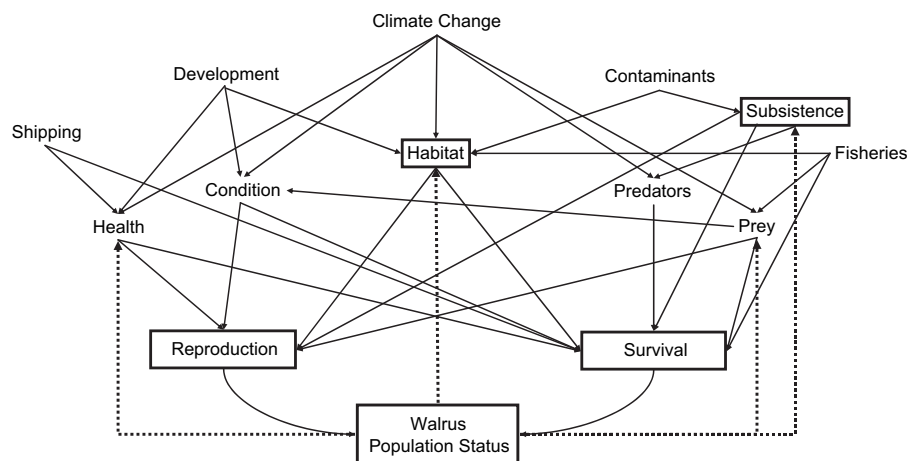 Climate Change
Development
Contaminants
Subsistence
Shipping
Habitat
Fisheries
Condition
Predators
Health
Prey
Reproduction
Survival
Walrus
Population Status